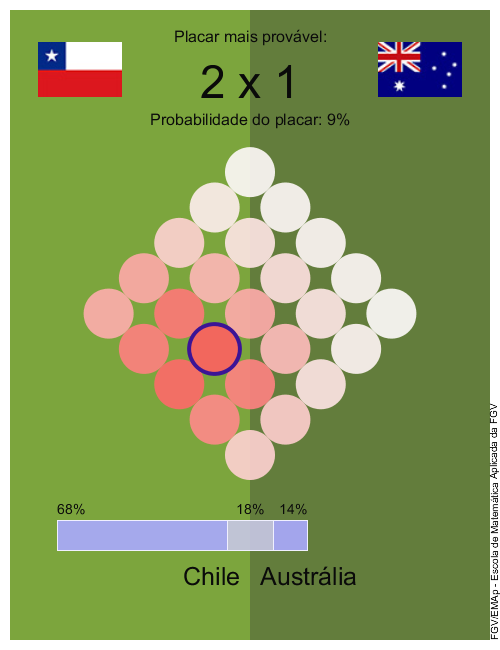 Placar mais provável:
2 x 1
Probabilidade do placar: 9%
68%
18%
14%
Chile
Austrália
FGV/EMAp - Escola de Matemática Aplicada da FGV